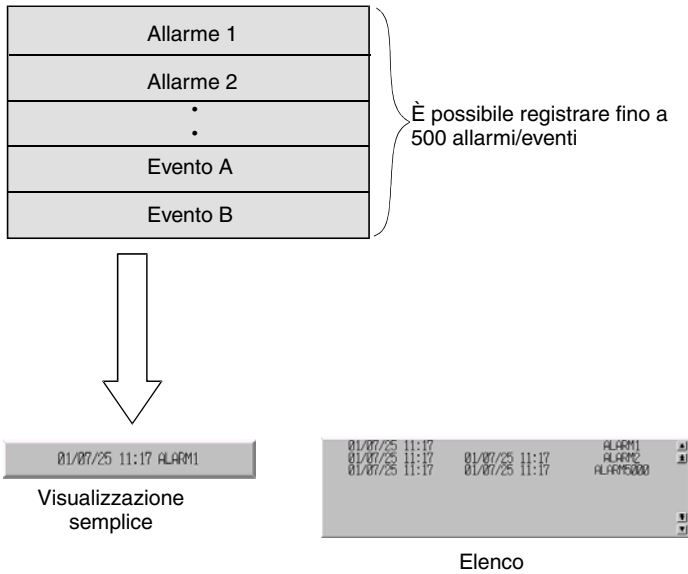 Allarme 1
Allarme 2
Evento A
Evento B
È possibile registrare fino a
500 allarmi/eventi
01/07/25 11:17 ALARM1
Visualizzazione
semplice
01/07/25 11:17 ALARM1
01/07/25 11:17 01/07/25 11:17 ALARM2
01/07/25 11:17 01/07/25 11:17 ALARM5000
Elenco